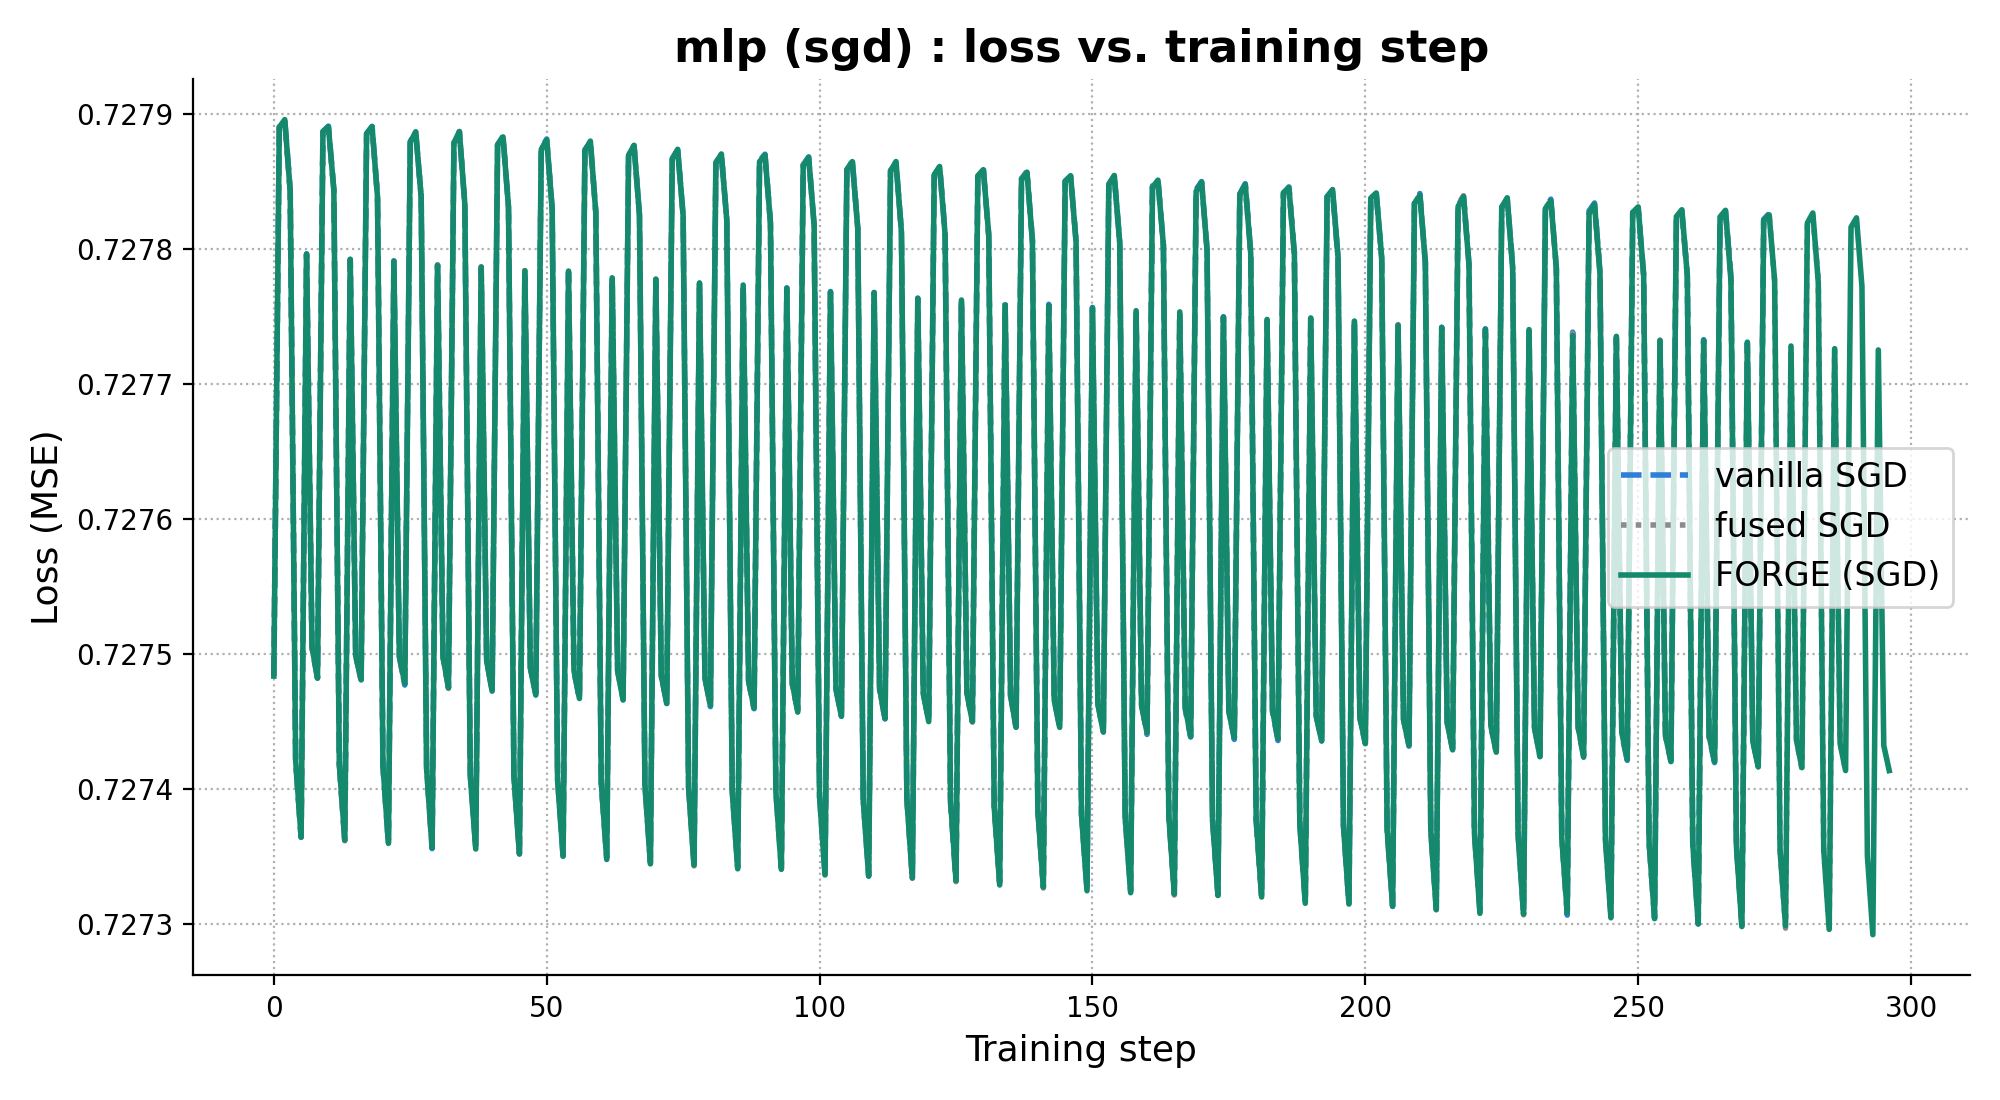 mlp (sgd) : loss vs. training step
Loss (MSE)
0.7279
0.7278
0.7277
0.7276
0.7275
0.7274
0.7273
vanilla SGD
fused SGD
FORGE (SGD)
0 50 100 150 200 250 300
Training step